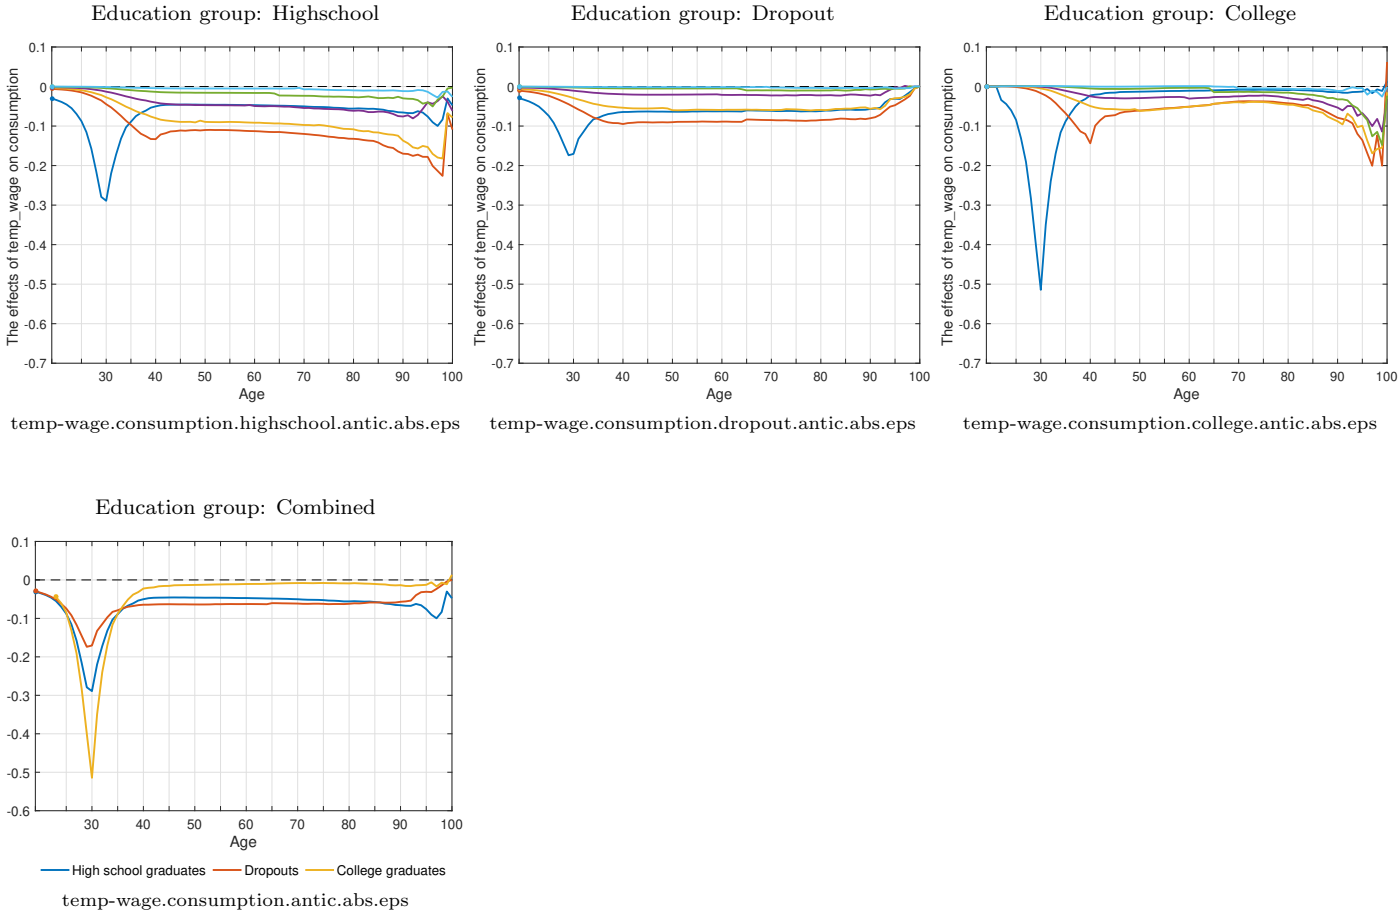 Education group: Highschool
Education group: Dropout
Education group: College
The effects of temp_wage on consumption
0.1
0
-0.1
-0.2
-0.3
-0.4
-0.5
-0.6
-0.7
30 40 50 60 70 80 90 100
Age
The effects of temp_wage on consumption
0.1
0
-0.1
-0.2
-0.3
-0.4
-0.5
-0.6
-0.7
30 40 50 60 70 80 90 100
Age
The effects of temp_wage on consumption
0.1
0
-0.1
-0.2
-0.3
-0.4
-0.5
-0.6
-0.7
30 40 50 60 70 80 90 100
Age
temp-wage.consumption.highschool.antic.abs.eps
temp-wage.consumption.dropout.antic.abs.eps
temp-wage.consumption.college.antic.abs.eps
Education group: Combined
0.1
0
-0.1
-0.2
-0.3
-0.4
-0.5
-0.6
30 40 50 60 70 80 90 100
Age
High school graduates Dropouts College graduates
temp-wage.consumption.antic.abs.eps